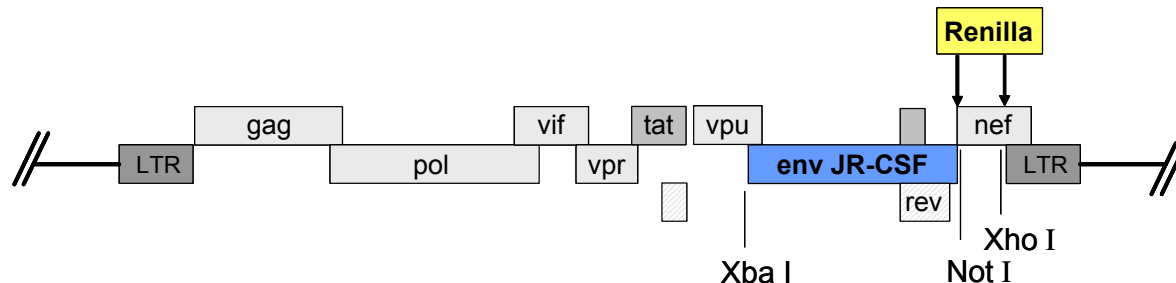 Renilla
gag
vif
tat
vpu
nef
LTR
pol
vpr
env JR-CSF
LTR
rev
Xba I
Not I
Xho I